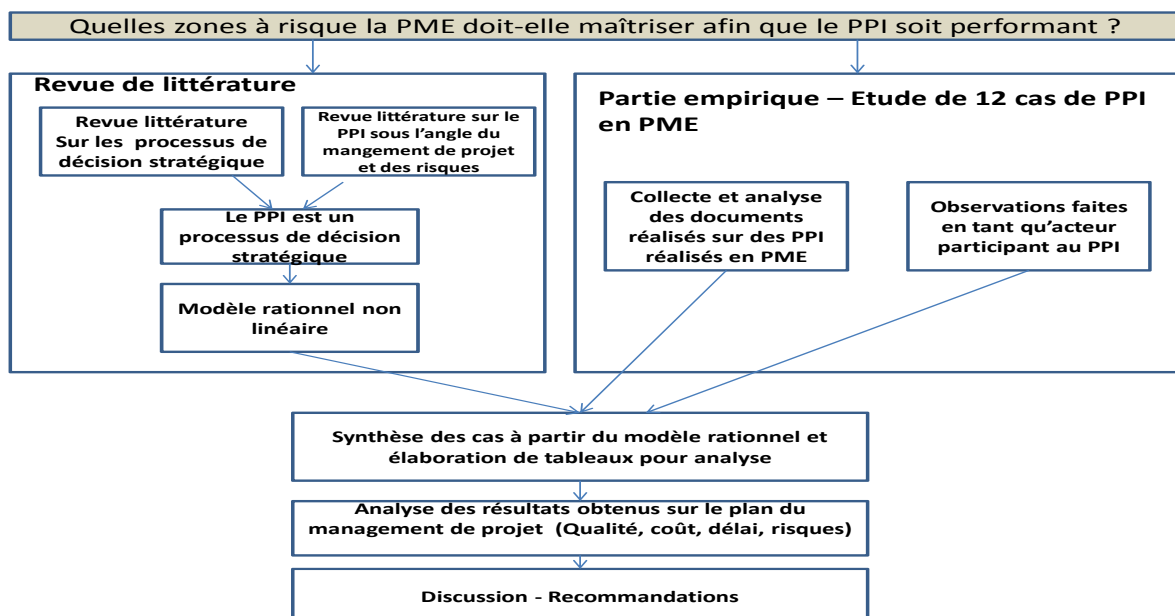 Quelles zones à risque la PME doit-elle maîtriser afin que le PPI soit performant ?
Revue de littérature
Revue littérature
Sur les processus de
décision stratégique
Revue littérature sur le
PPI sous l'angle du
mangement de projet
et des risques
Le PPI est un
processus de décision
stratégique
Modèle rationnel non
linéaire
Partie empirique – Etude de 12 cas de PPI
en PME
Collecte et analyse
des documents
réalisés sur des PPI
réalisés en PME
Observations faites
en tant qu'acteur
participant au PPI
Synthèse des cas à partir du modèle rationnel et
élaboration de tableaux pour analyse
Analyse des résultats obtenus sur le plan du
management de projet (Qualité, coût, délai, risques)
Discussion - Recommandations